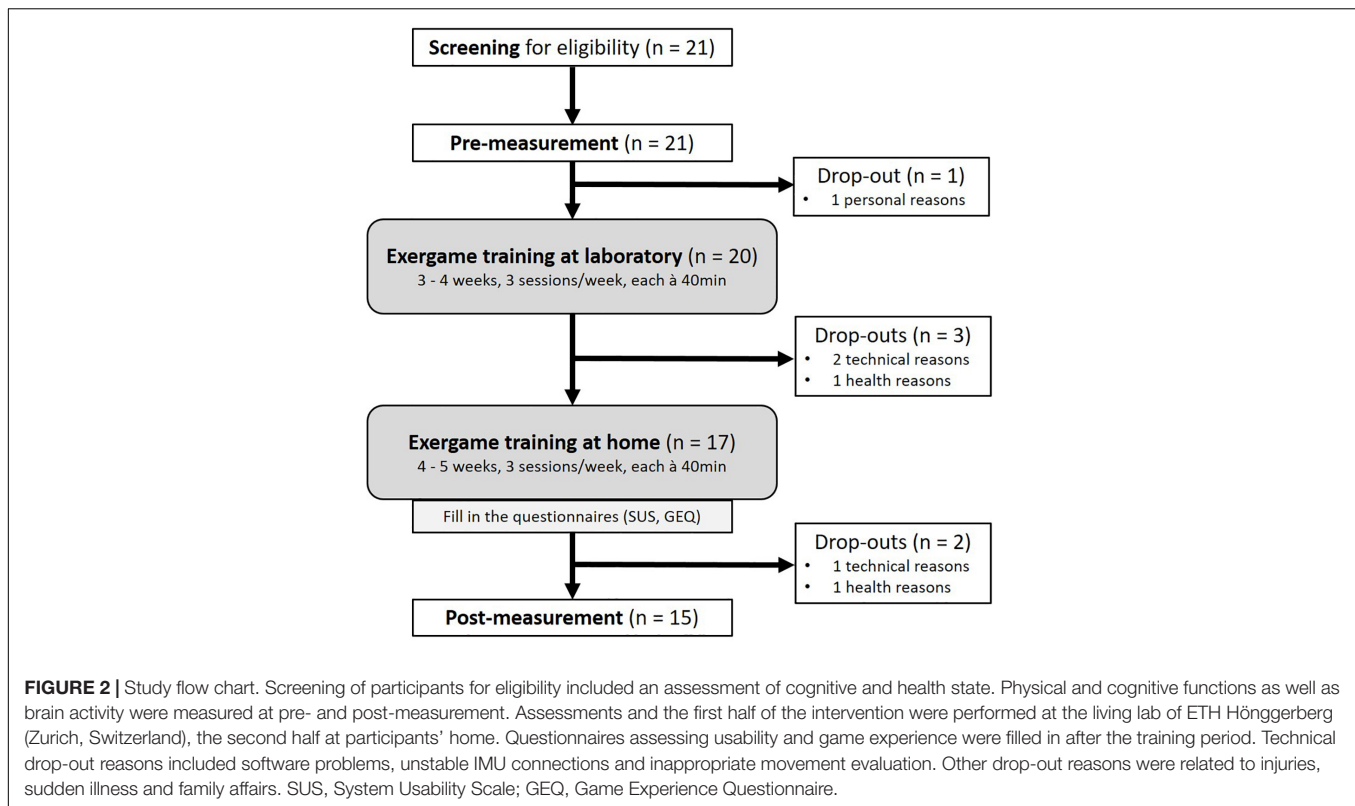 Screening for eligibility (n = 21)
Pre-measurement (n = 21)
Drop-out (n = 1)
• 1 personal reasons
Exergame training at laboratory (n = 20)
3 - 4 weeks, 3 sessions/week, each à 40min
Drop-outs (n = 3)
• 2 technical reasons
• 1 health reasons
Exergame training at home (n = 17)
4 - 5 weeks, 3 sessions/week, each à 40min
Fill in the questionnaires (SUS, GEQ)
Drop-outs (n = 2)
• 1 technical reasons
• 1 health reasons
Post-measurement (n = 15)
FIGURE 2 | Study flow chart. Screening of participants for eligibility included an assessment of cognitive and health state. Physical and cognitive functions as well as
brain activity were measured at pre- and post-measurement. Assessments and the first half of the intervention were performed at the living lab of ETH Hönggerberg
(Zurich, Switzerland), the second half at participants' home. Questionnaires assessing usability and game experience were filled in after the training period. Technical
drop-out reasons included software problems, unstable IMU connections and inappropriate movement evaluation. Other drop-out reasons were related to injuries,
sudden illness and family affairs. SUS, System Usability Scale; GEQ, Game Experience Questionnaire.